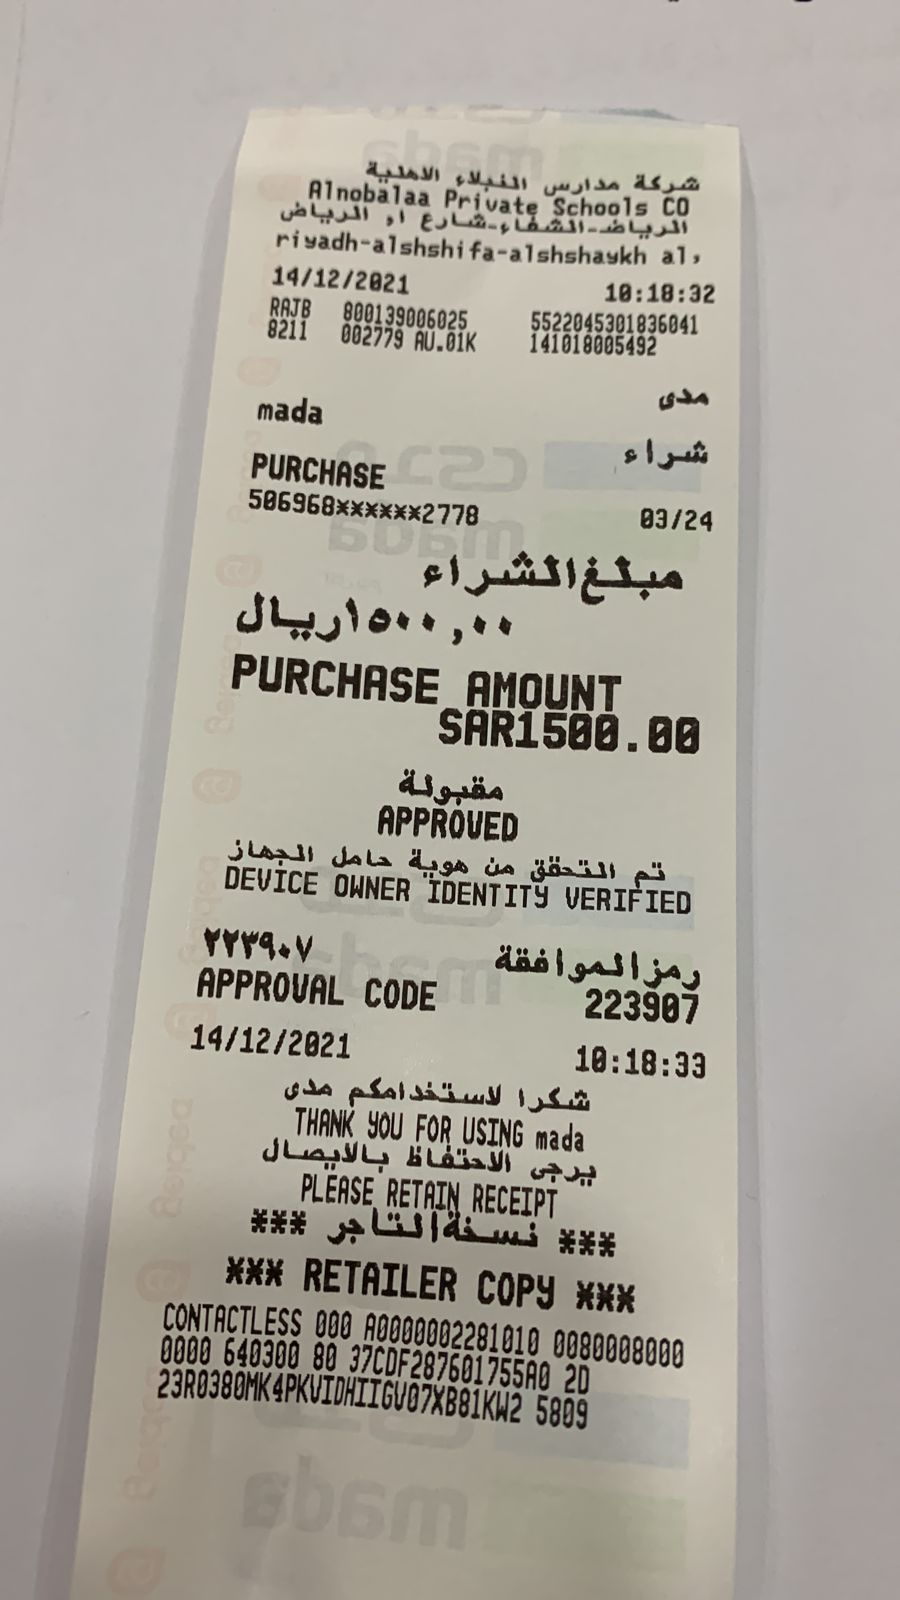 شركة مدارس النبلاء الاهلية
Alnobalaa Private Schools CO
الرياض-الشفاء-شارع ا, الرياض
riyadh-alshshifa-alshshaykh al,
14/12/2021 10:18:32
RAJB 800139006025 5522045301836041
8211 002779 AU.01K 141018005492
mada مدى
PURCHASE شراء
506968******2778 03/24
مبلغ الشراء
١٥٠٠,٠٠ ريال
PURCHASE AMOUNT
SAR1500.00
مقبولة
APPROVED
تم التحقق من هوية حامل الجهاز
DEVICE OWNER IDENTITY VERIFIED
رمز الموافقة ٢٢٣٩٠٧
APPROVAL CODE 223907
14/12/2021 10:18:33
شكرا لاستخدامكم مدى
THANK YOU FOR USING mada
يرجى الاحتفاظ بالايصال
PLEASE RETAIN RECEIPT
*** نسخة التاجر ***
*** RETAILER COPY ***
CONTACTLESS 000 A0000002281010 0080008000
0000 640300 80 37CDF287601755A0 2D
23R0380MK4PKVIDHIIGV07XB81KW2 5809